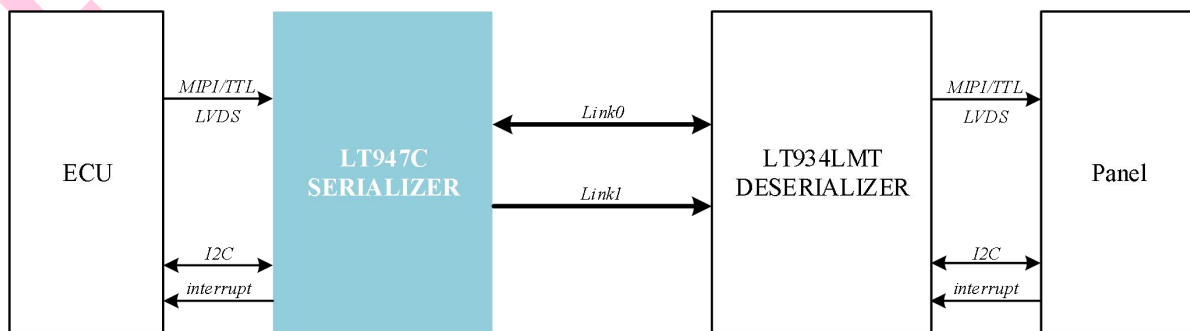 MIPI/TTL
LVDS
ECU
I2C
interrupt
LT947C
SERIALIZER
Link0
Link1
LT934LMT
DESERIALIZER
MIPI/TTL
LVDS
Panel
I2C
interrupt